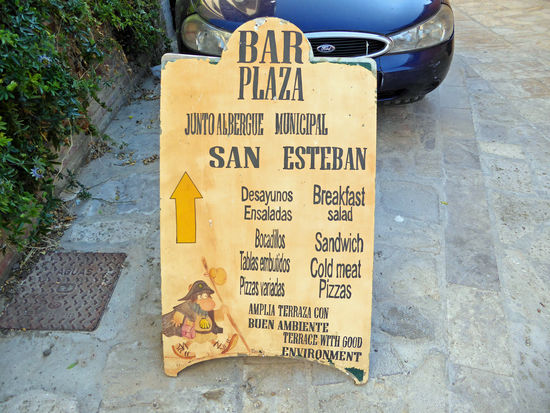 BAR
PLAZA
JUNTO ALBERGUE MUNICIPAL
SAN ESTEBAN
Desayunos Breakfast
Ensaladas salad
Bocadillos Sandwich
Tablas embutidos Cold meat
Pizzas variadas Pizzas
AMPLIA TERRAZA CON
BUEN AMBIENTE
TERRACE WITH GOOD
ENVIRONMENT
Ford